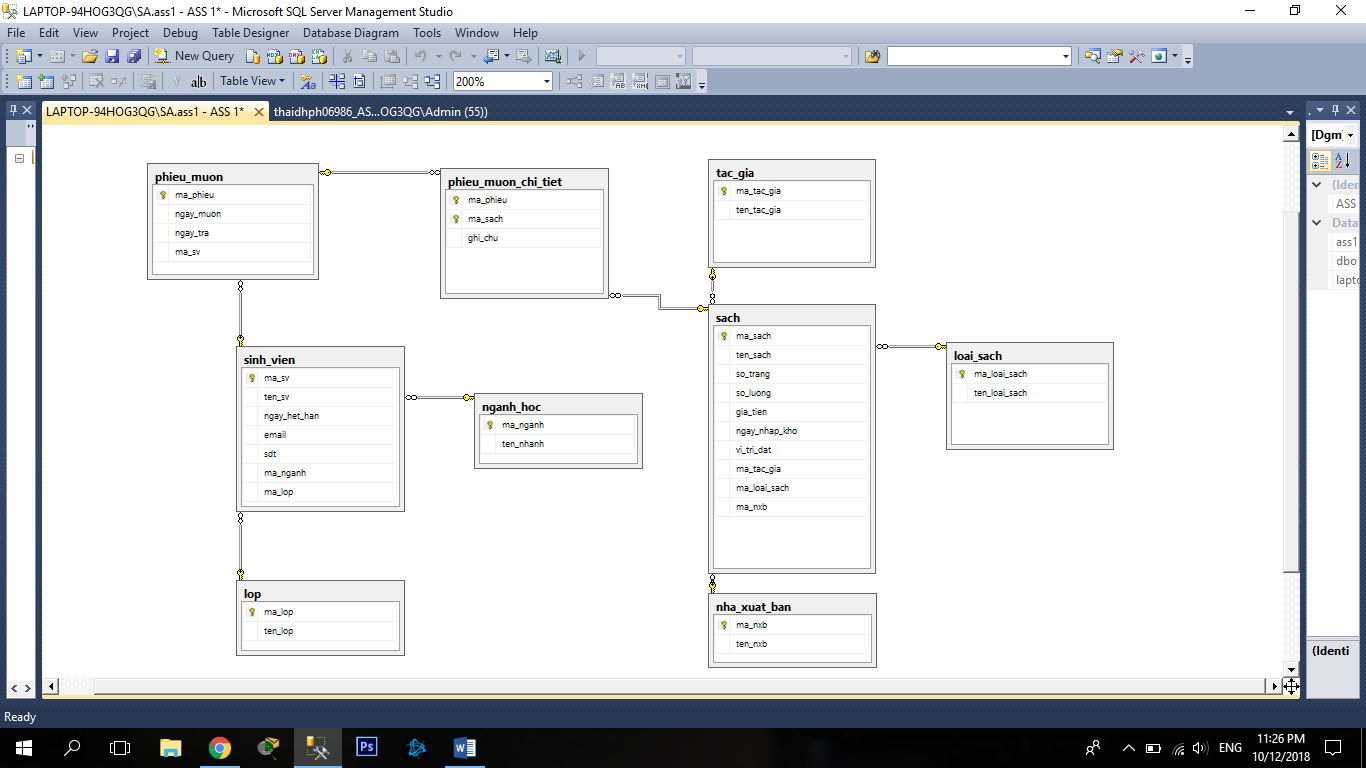 LAPTOP-94HOG3QG\SA.ass1 - ASS 1* - Microsoft SQL Server Management Studio
File Edit View Project Debug Table Designer Database Diagram Tools Window Help
New Query
ab| Table View 200%
LAPTOP-94HOG3QG\SA.ass1 - ASS 1* thaidhph06986_AS...OG3QG\Admin (55))
phieu_muon
ma_phieu
ngay_muon
ngay_tra
ma_sv
phieu_muon_chi_tiet
ma_phieu
ma_sach
ghi_chu
tac_gia
ma_tac_gia
ten_tac_gia
sinh_vien
ma_sv
ten_sv
ngay_het_han
email
sdt
ma_nganh
ma_lop
nganh_hoc
ma_nganh
ten_nhanh
sach
ma_sach
ten_sach
so_trang
so_luong
gia_tien
ngay_nhap_kho
vi_tri_dat
ma_tac_gia
ma_loai_sach
ma_nxb
loai_sach
ma_loai_sach
ten_loai_sach
lop
ma_lop
ten_lop
nha_xuat_ban
ma_nxb
ten_nxb
[Dgm
(Iden
ASS
Data
ass1
dbo
lapto
(Identi
Ready
Ps
W
ENG
11:26 PM
10/12/2018